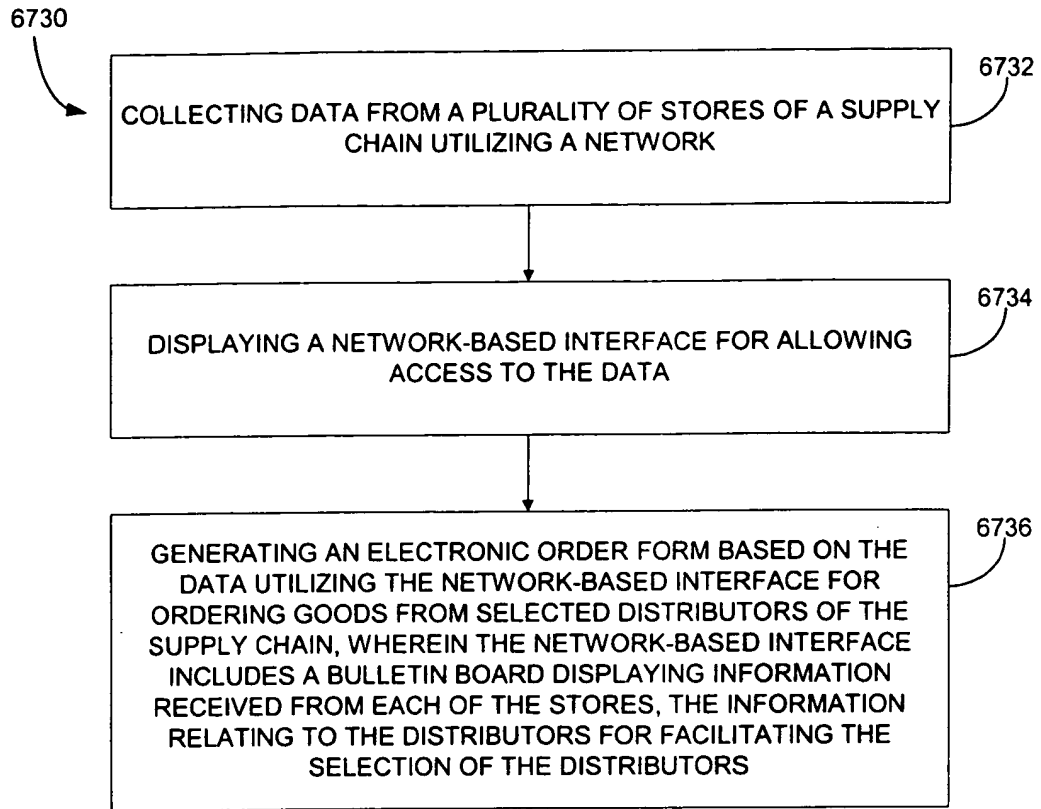 6730
6732
COLLECTING DATA FROM A PLURALITY OF STORES OF A SUPPLY
CHAIN UTILIZING A NETWORK
6734
DISPLAYING A NETWORK-BASED INTERFACE FOR ALLOWING
ACCESS TO THE DATA
6736
GENERATING AN ELECTRONIC ORDER FORM BASED ON THE
DATA UTILIZING THE NETWORK-BASED INTERFACE FOR
ORDERING GOODS FROM SELECTED DISTRIBUTORS OF THE
SUPPLY CHAIN, WHEREIN THE NETWORK-BASED INTERFACE
INCLUDES A BULLETIN BOARD DISPLAYING INFORMATION
RECEIVED FROM EACH OF THE STORES, THE INFORMATION
RELATING TO THE DISTRIBUTORS FOR FACILITATING THE
SELECTION OF THE DISTRIBUTORS